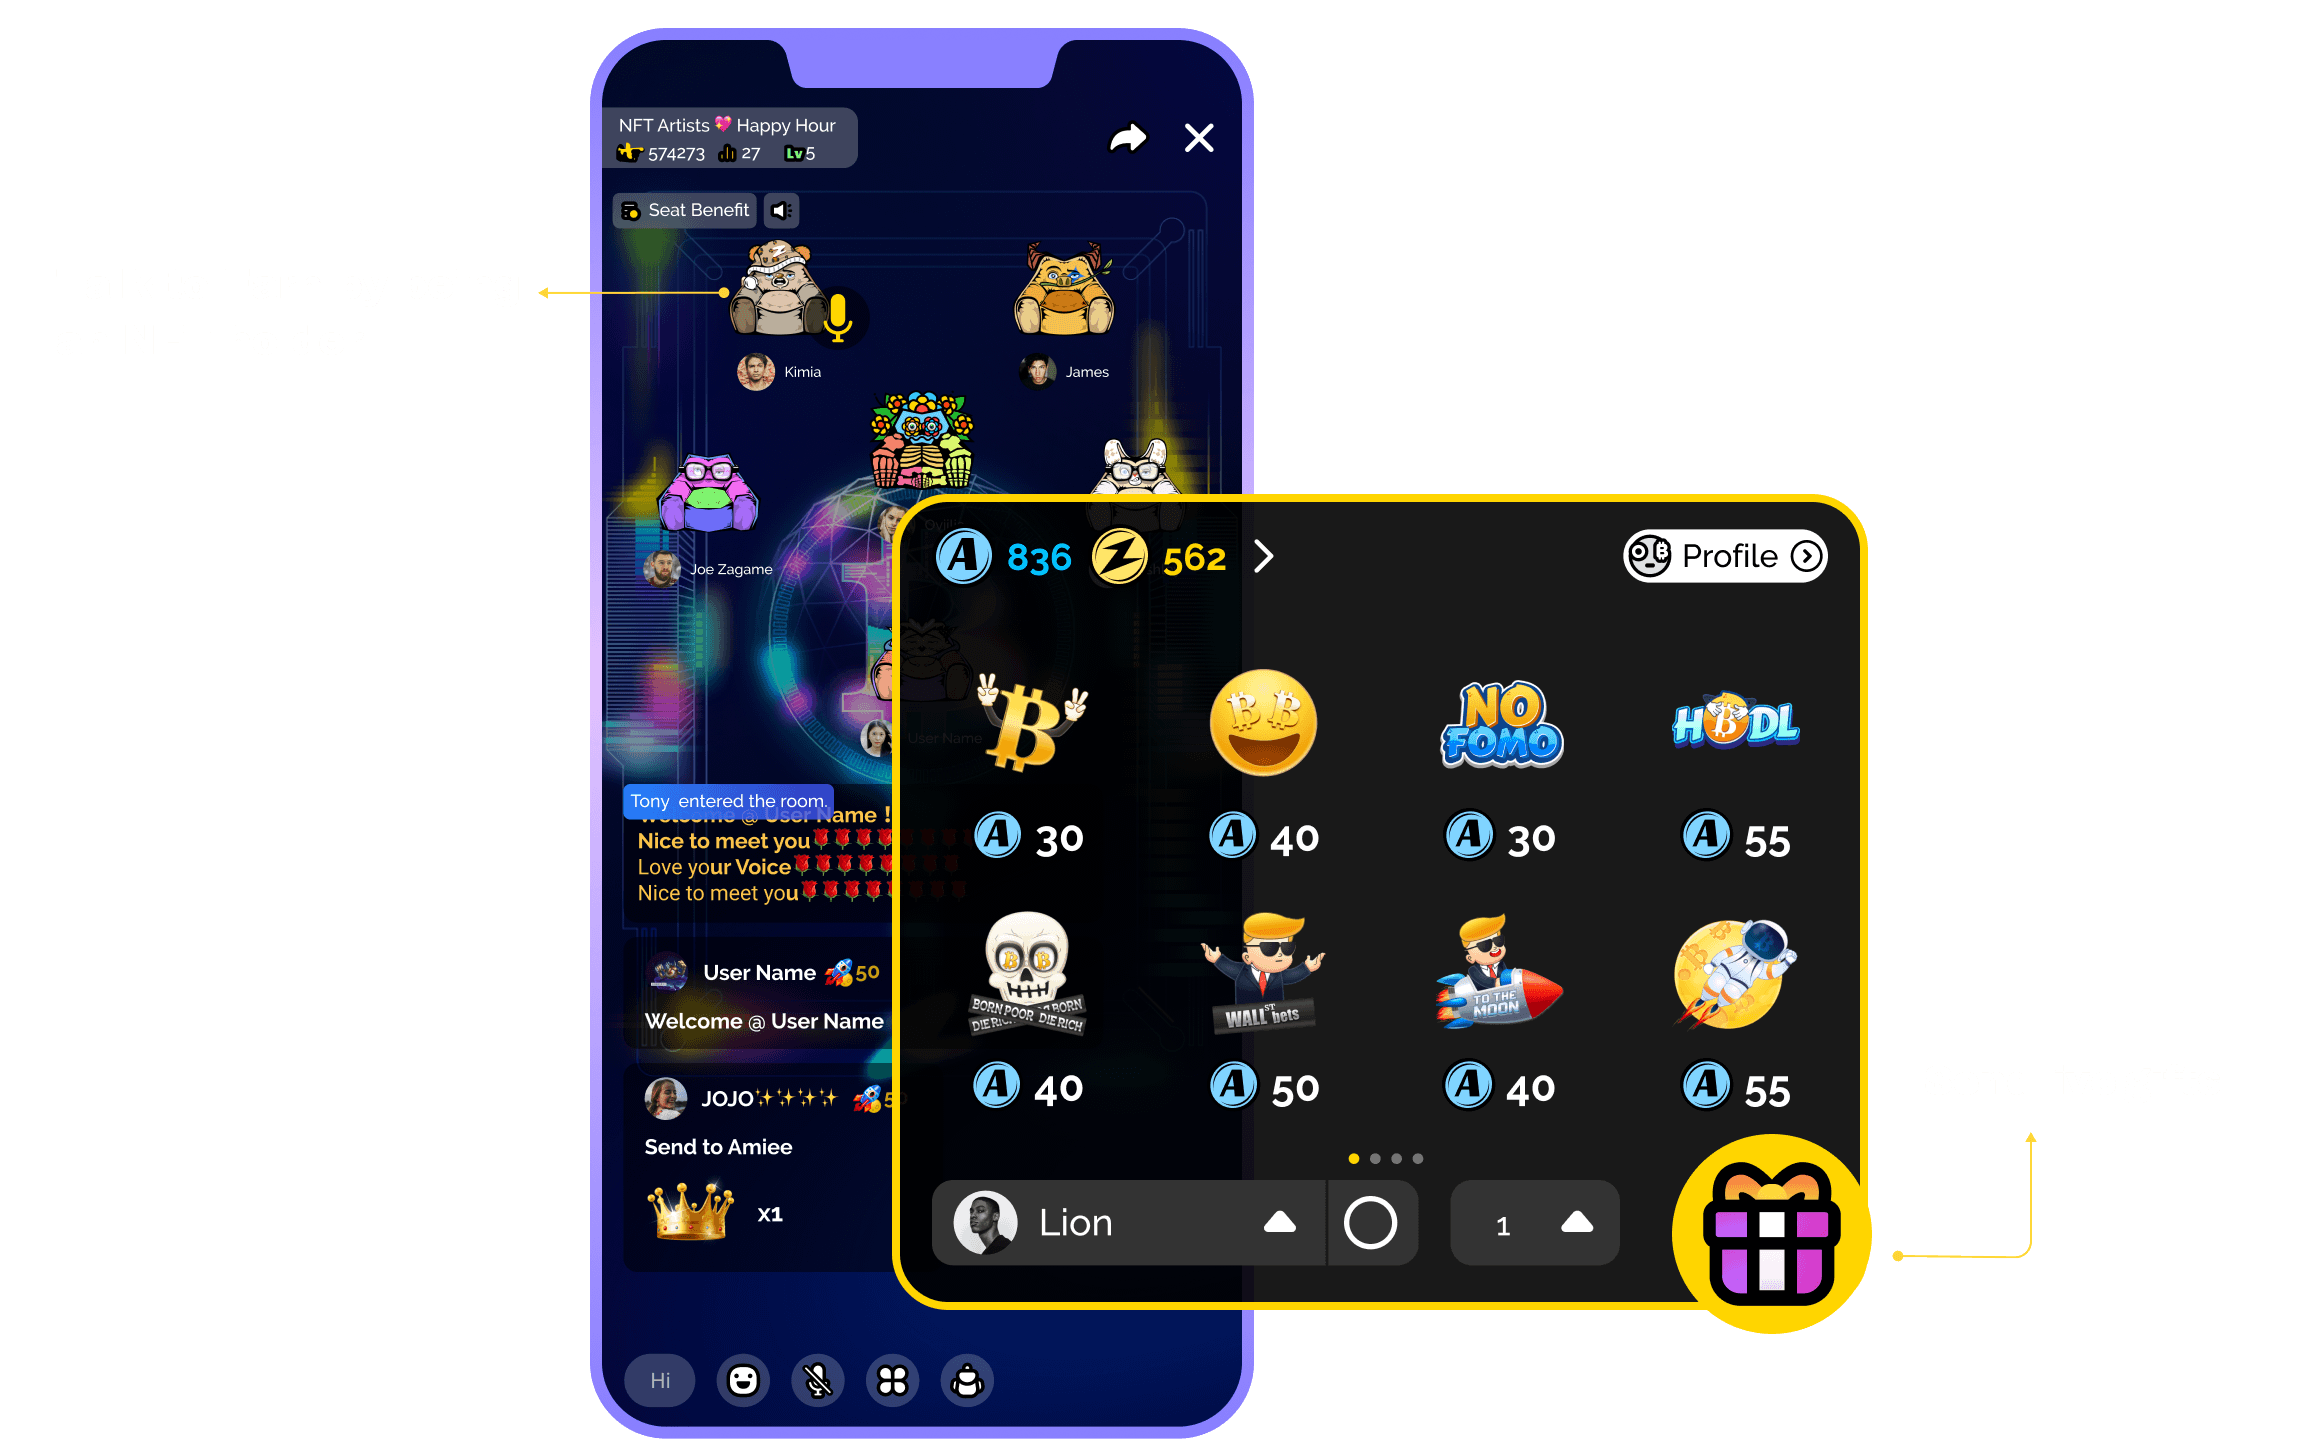 NFT Artists 💖 Happy Hour
574273 27 Lv5
Seat Benefit
Kimia
James
Joe Zagame
User Name
Tony entered the room.
Welcome @ User Name !
Nice to meet you🌹🌹🌹🌹
Love your Voice🌹🌹🌹🌹🌹
Nice to meet you🌹🌹🌹🌹
User Name 🚀50
Welcome @ User Name
JOJO✨✨✨✨ 🚀5
Send to Amiee
x1
Hi
A 836 562
Profile
NO
FOMO
HODL
A 30
A 40
A 30
A 55
BORN POOR
DIE RICH
WALL ST bets
TO THE
MOON
A 40
A 50
A 40
A 55
Lion
1